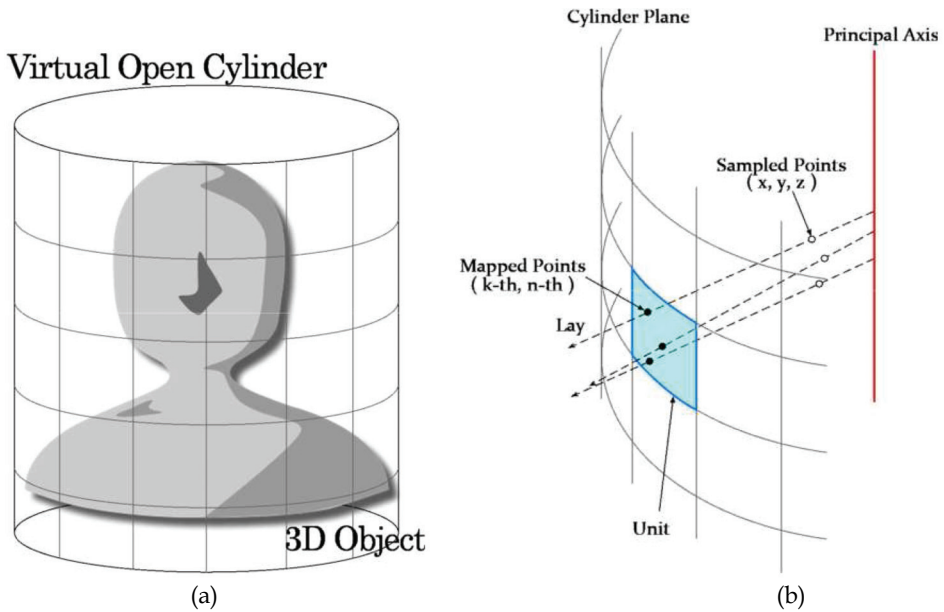 Virtual Open Cylinder
3D Object
(a)
Cylinder Plane
Principal Axis
Sampled Points
( x, y, z )
Mapped Points
( k-th, n-th )
Lay
Unit
(b)